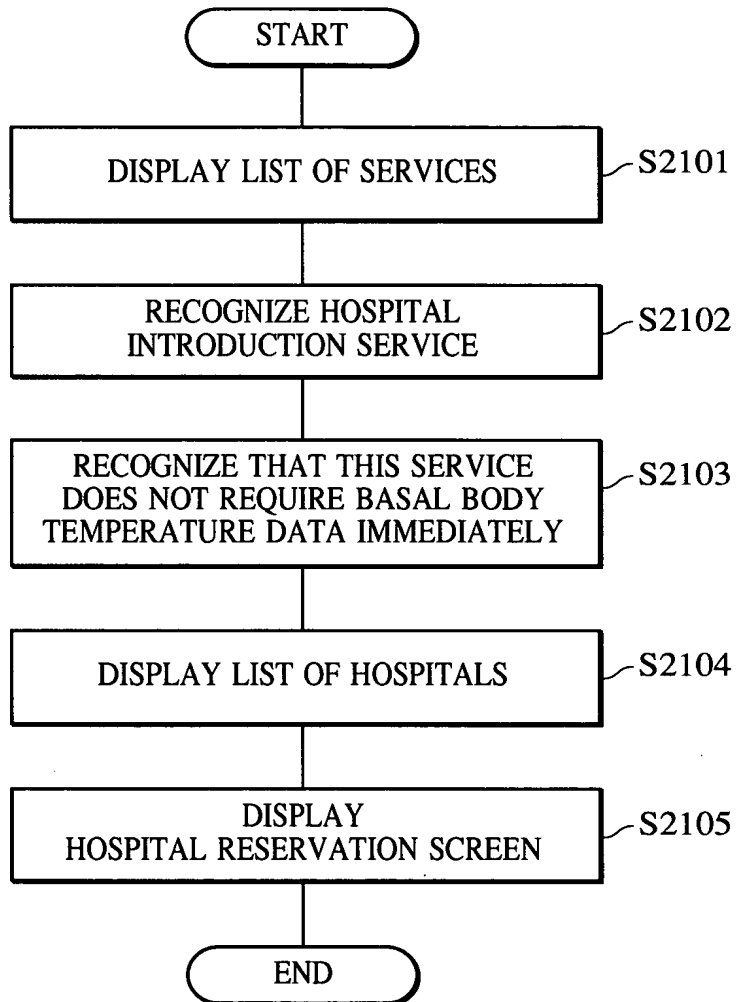 START
DISPLAY LIST OF SERVICES
S2101
RECOGNIZE HOSPITAL
INTRODUCTION SERVICE
S2102
RECOGNIZE THAT THIS SERVICE
DOES NOT REQUIRE BASAL BODY
TEMPERATURE DATA IMMEDIATELY
S2103
DISPLAY LIST OF HOSPITALS
S2104
DISPLAY
HOSPITAL RESERVATION SCREEN
S2105
END